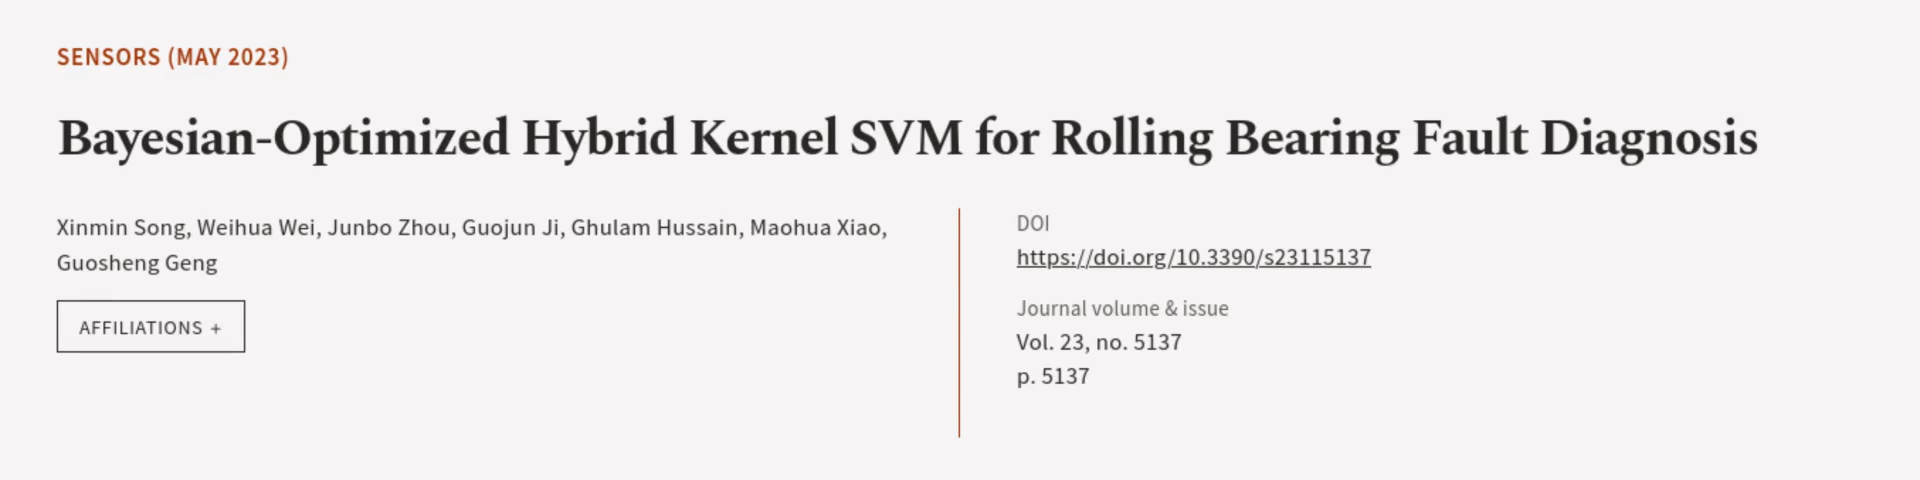 SENSORS (MAY 2023)
Bayesian-Optimized Hybrid Kernel SVM for Rolling Bearing Fault Diagnosis
Xinmin Song, Weihua Wei, Junbo Zhou, Guojun Ji, Ghulam Hussain, Maohua Xiao,
Guosheng Geng
AFFILIATIONS +
DOI
https://doi.org/10.3390/s23115137
Journal volume & issue
Vol. 23, no. 5137
p. 5137